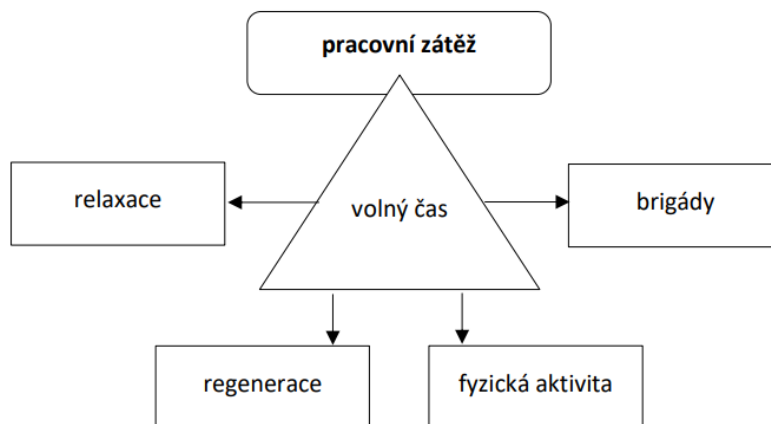 pracovní zátěž
relaxace
volný čas
brigády
regenerace
fyzická aktivita